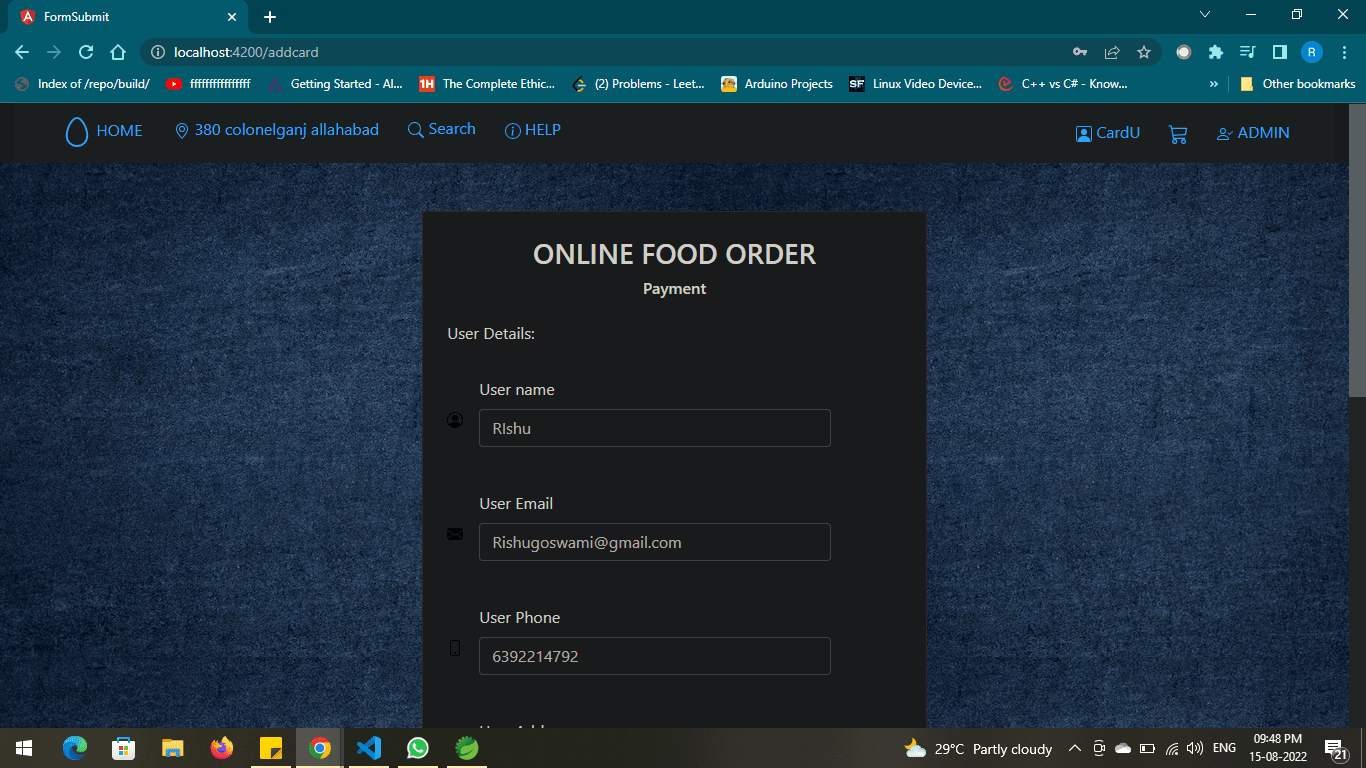 FormSubmit
localhost:4200/addcard
R
Index of /repo/build/
ffffffffffffffff
Getting Started - Al...
1H
The Complete Ethic...
(2) Problems - Leet...
Arduino Projects
SF
Linux Video Device...
C++ vs C# - Know...
»
Other bookmarks
HOME
380 colonelganj allahabad
Search
HELP
CardU
ADMIN
ONLINE FOOD ORDER
Payment
User Details:
User name
RIshu
User Email
Rishugoswami@gmail.com
User Phone
6392214792
29°C Partly cloudy
ENG
09:48 PM
15-08-2022
21